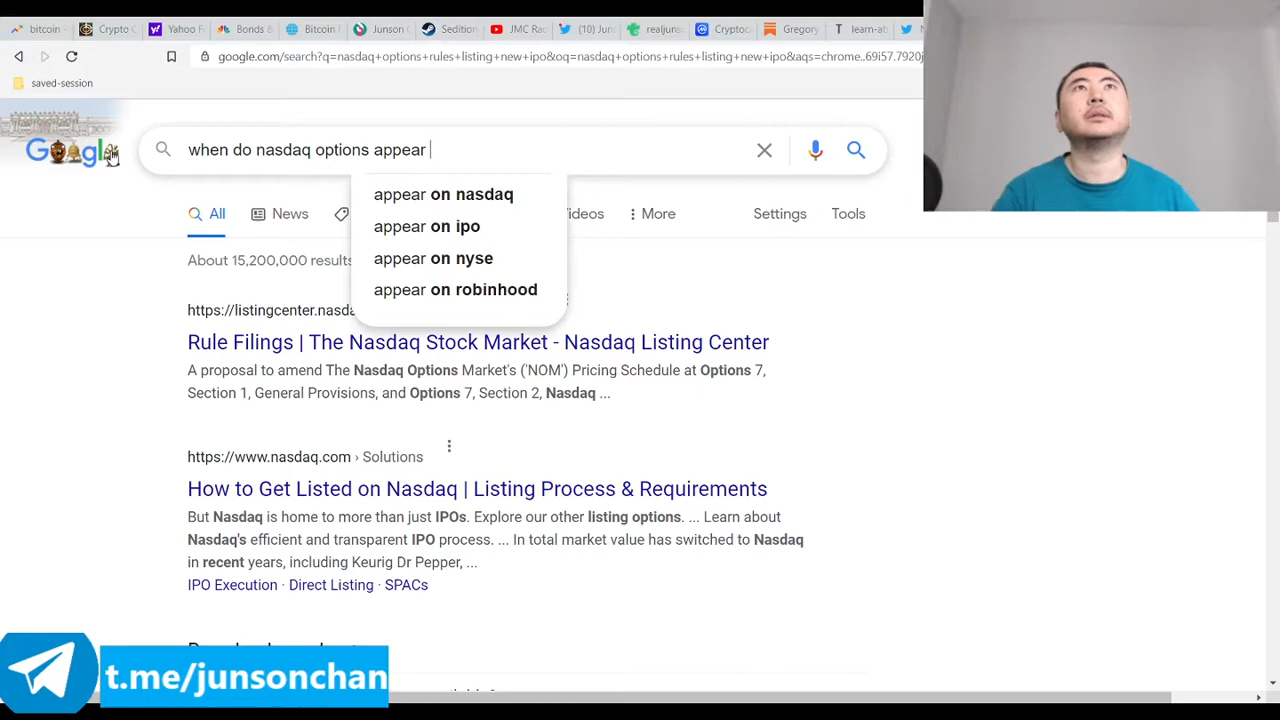 bitcoin
Crypto C
Yahoo F
Bonds &
Bitcoin I
Junson
Sedition
JMC Ra
(10) Jun
realjuns
Cryptoc
Gregory
learn-ab
google.com/search?q=nasdaq+options+rules+listing+new+ipo&oq=nasdaq+options+rules+listing+new+ipo&aqs=chrome..69i57.7920j
saved-session
Google
when do nasdaq options appear
appear on nasdaq
appear on ipo
appear on nyse
appear on robinhood
All
News
ideos
More
Settings
Tools
About 15,200,000 results
https://listingcenter.nasda
Rule Filings | The Nasdaq Stock Market - Nasdaq Listing Center
A proposal to amend The Nasdaq Options Market's ('NOM') Pricing Schedule at Options 7,
Section 1, General Provisions, and Options 7, Section 2, Nasdaq ...
https://www.nasdaq.com › Solutions
How to Get Listed on Nasdaq | Listing Process & Requirements
But Nasdaq is home to more than just IPOs. Explore our other listing options. ... Learn about
Nasdaq's efficient and transparent IPO process. ... In total market value has switched to Nasdaq
in recent years, including Keurig Dr Pepper, ...
IPO Execution · Direct Listing · SPACs
t.me/junsonchan